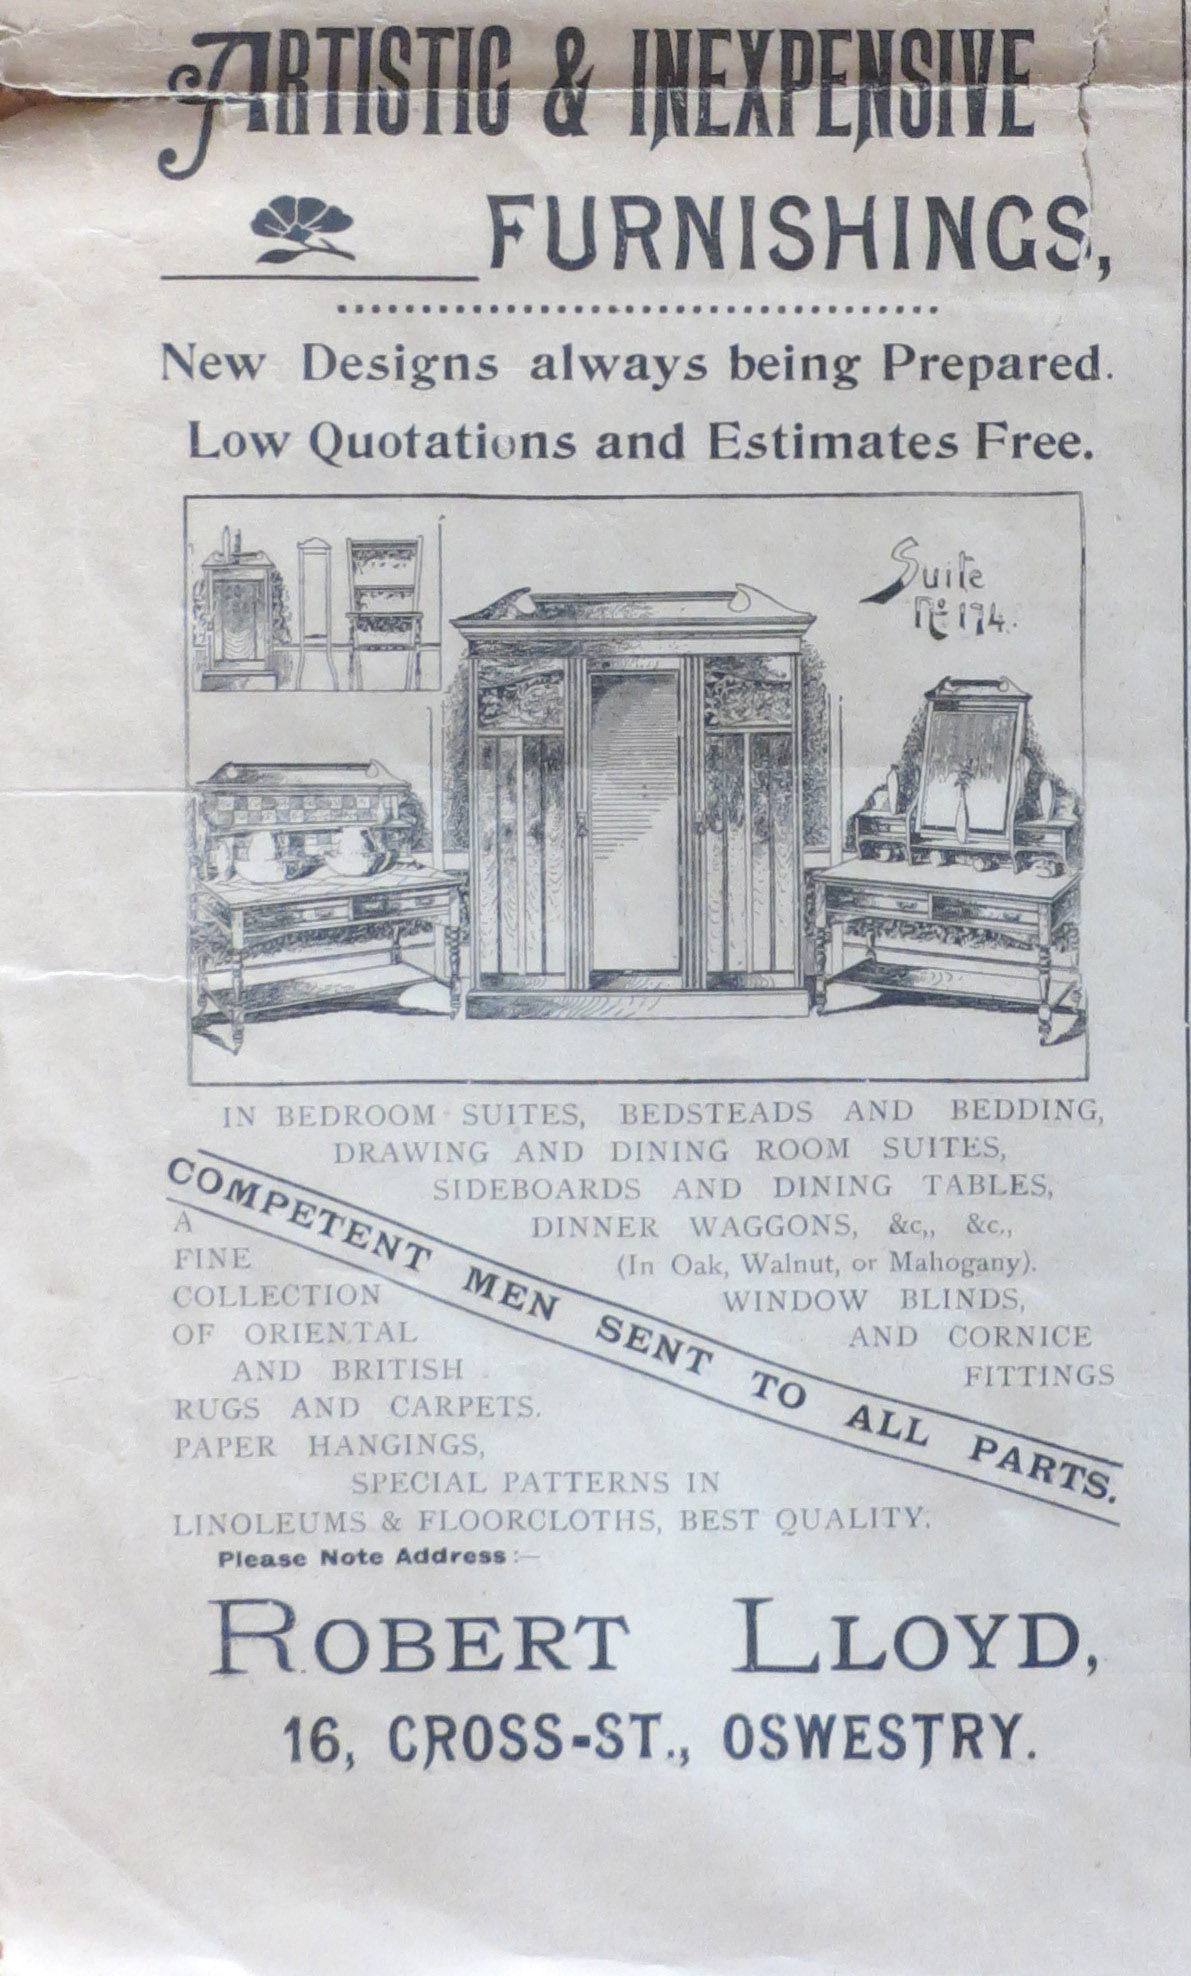 ARTISTIC & INEXPENSIVE
FURNISHINGS,
New Designs always being Prepared.
Low Quotations and Estimates Free.
Suite
No 174.
IN BEDROOM SUITES, BEDSTEADS AND BEDDING,
DRAWING AND DINING ROOM SUITES,
SIDEBOARDS AND DINING TABLES,
DINNER WAGGONS, &c,, &c.,
(In Oak, Walnut, or Mahogany).
WINDOW BLINDS,
AND CORNICE
FITTINGS
COMPETENT MEN SENT TO ALL PARTS.
A
FINE
COLLECTION
OF ORIENTAL
AND BRITISH
RUGS AND CARPETS.
PAPER HANGINGS,
SPECIAL PATTERNS IN
LINOLEUMS & FLOORCLOTHS, BEST QUALITY.
Please Note Address :—
ROBERT LLOYD,
16, CROSS-ST., OSWESTRY.